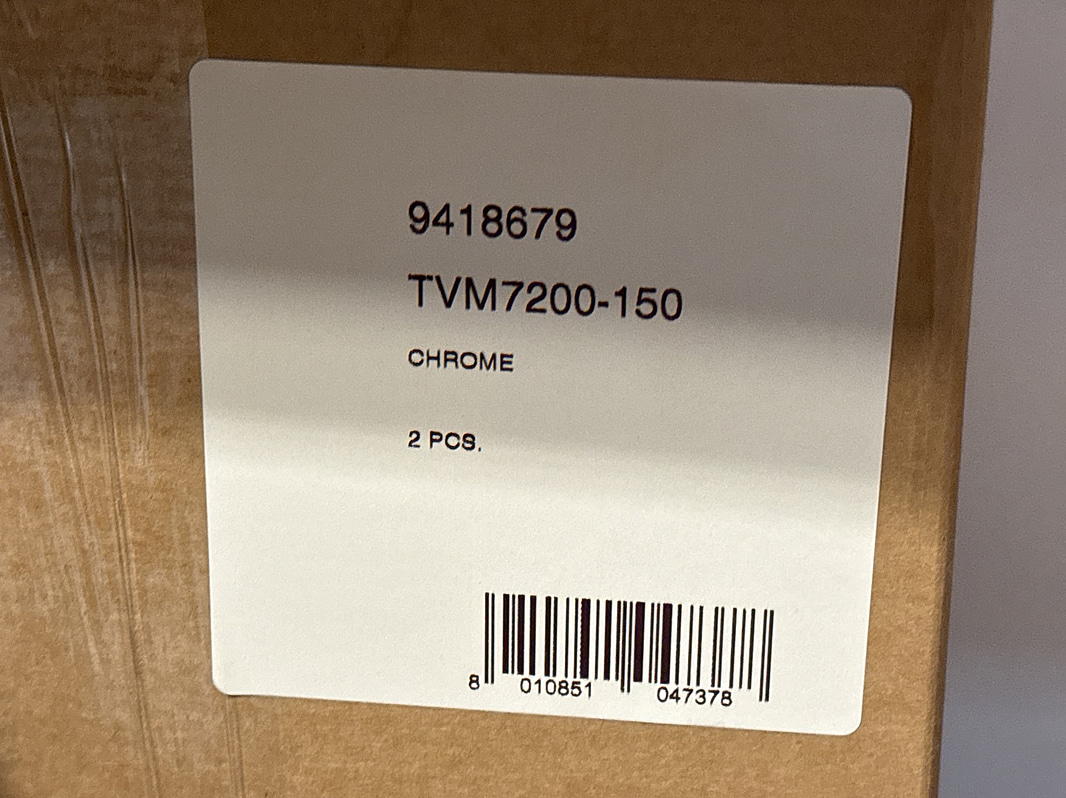 9418679
TVM7200-150
CHROME
2 PCS.
8 010851 047378